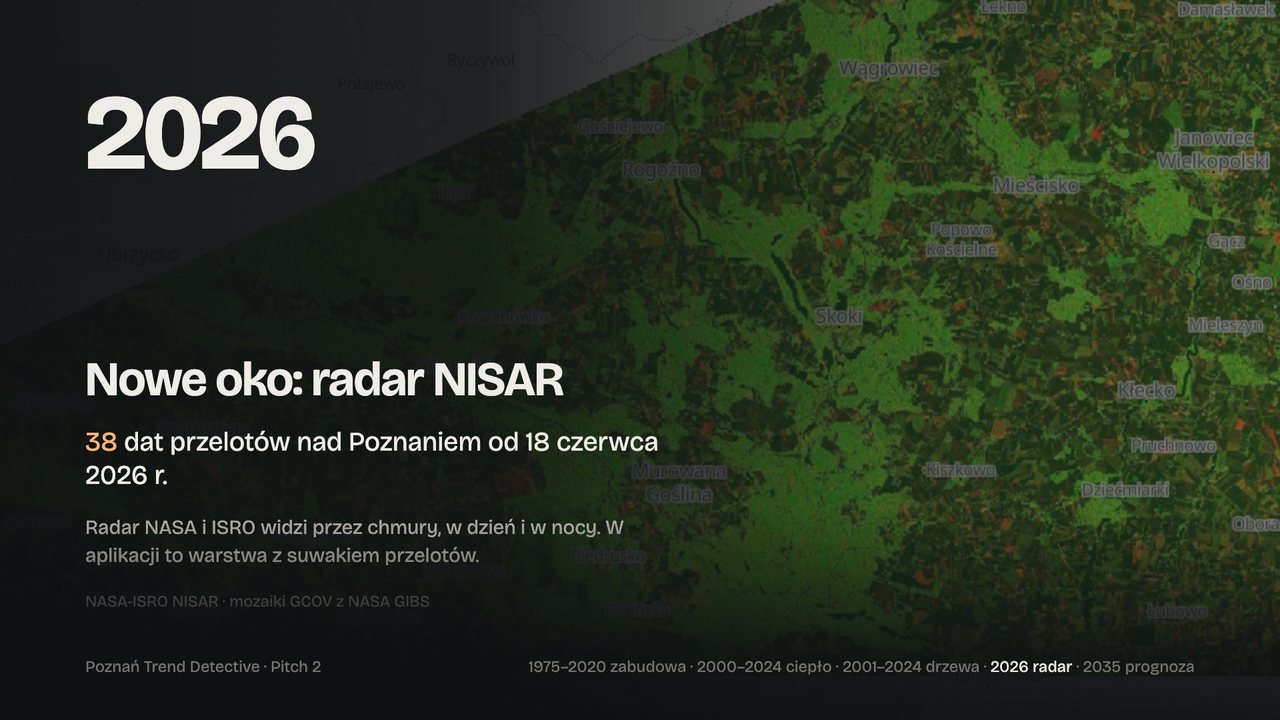 Łekno
Damasławek
Ryczywół
Połajewo
Wągrowiec
2026
Gościejewo
Janowiec
Wielkopolski
Rogoźno
Mieścisko
Popowo
Kościelne
Gącz
Obrzycko
Ośno
Kowanówko
Skoki
Mieleszyn
Nowe oko: radar NISAR
Kłecko
38 dat przelotów nad Poznaniem od 18 czerwca
2026 r.
Pruchnowo
Murowana
Goślina
Kiszkowo
Dziećmiarki
Radar NASA i ISRO widzi przez chmury, w dzień i w nocy. W
aplikacji to warstwa z suwakiem przelotów.
Obora
Biedrusko
NASA-ISRO NISAR · mozaiki GCOV z NASA GIBS
Owińska
Łubowo
Poznań Trend Detective · Pitch 2
1975–2020 zabudowa · 2000–2024 ciepło · 2001–2024 drzewa · 2026 radar · 2035 prognoza